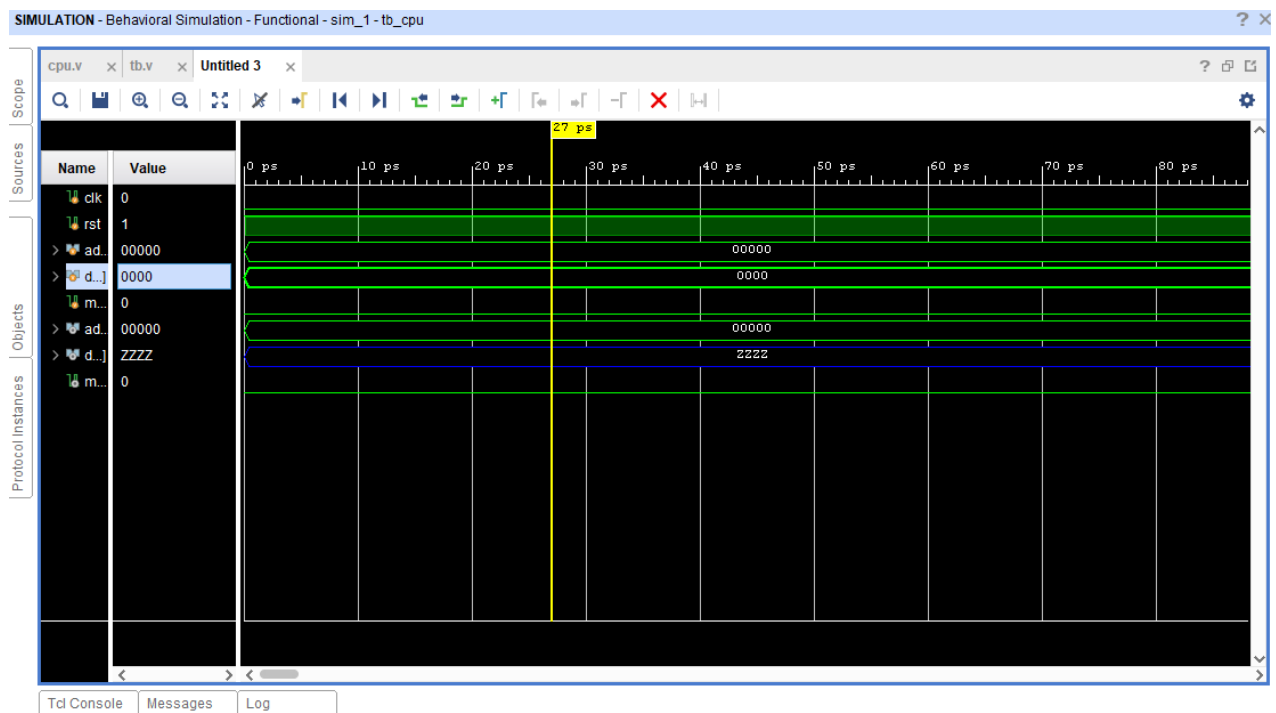 SIMULATION - Behavioral Simulation - Functional - sim_1 - tb_cpu
Scope
Sources
Objects
Protocol Instances
cpu.v
tb.v
Untitled 3
27 ps
Name Value
0 ps 10 ps 20 ps 30 ps 40 ps 50 ps 60 ps 70 ps 80 ps
clk 0
rst 1
ad.. 00000 00000
d...] 0000 0000
m... 0
ad.. 00000 00000
d...] ZZZZ ZZZZ
m... 0
Tcl Console Messages Log